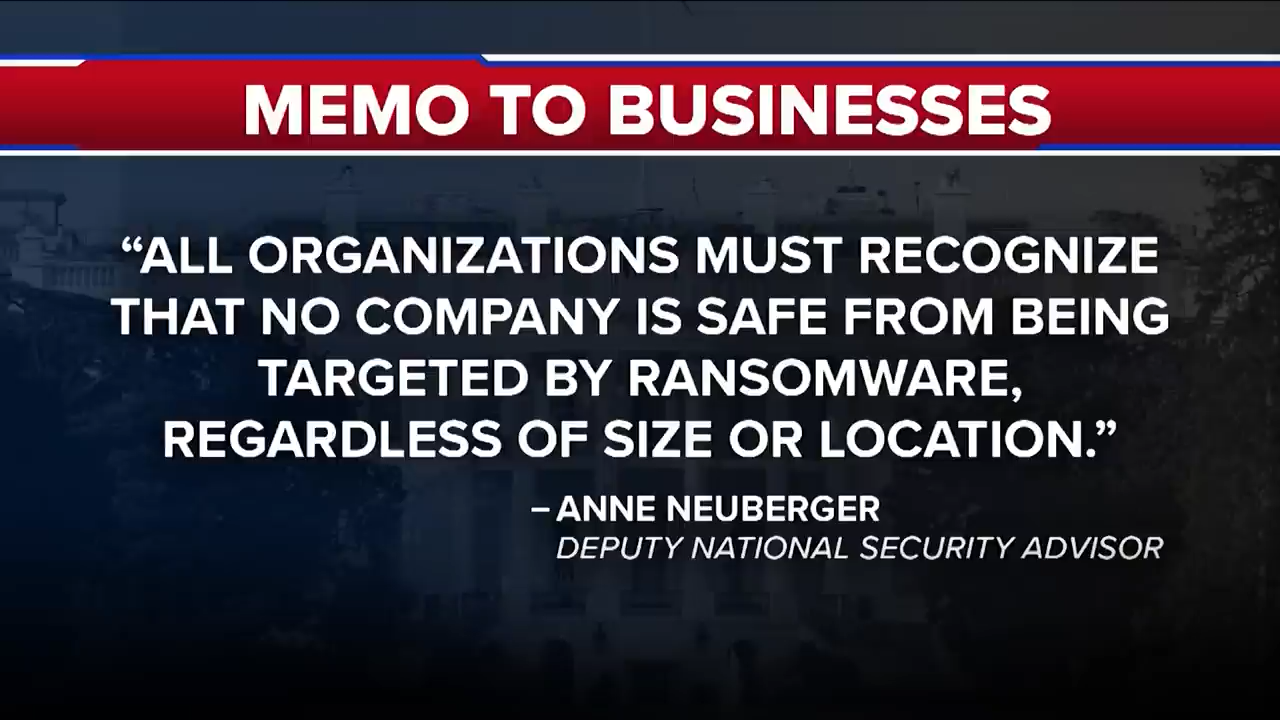 MEMO TO BUSINESSES
“ALL ORGANIZATIONS MUST RECOGNIZE
THAT NO COMPANY IS SAFE FROM BEING
TARGETED BY RANSOMWARE,
REGARDLESS OF SIZE OR LOCATION.”
– ANNE NEUBERGER
DEPUTY NATIONAL SECURITY ADVISOR